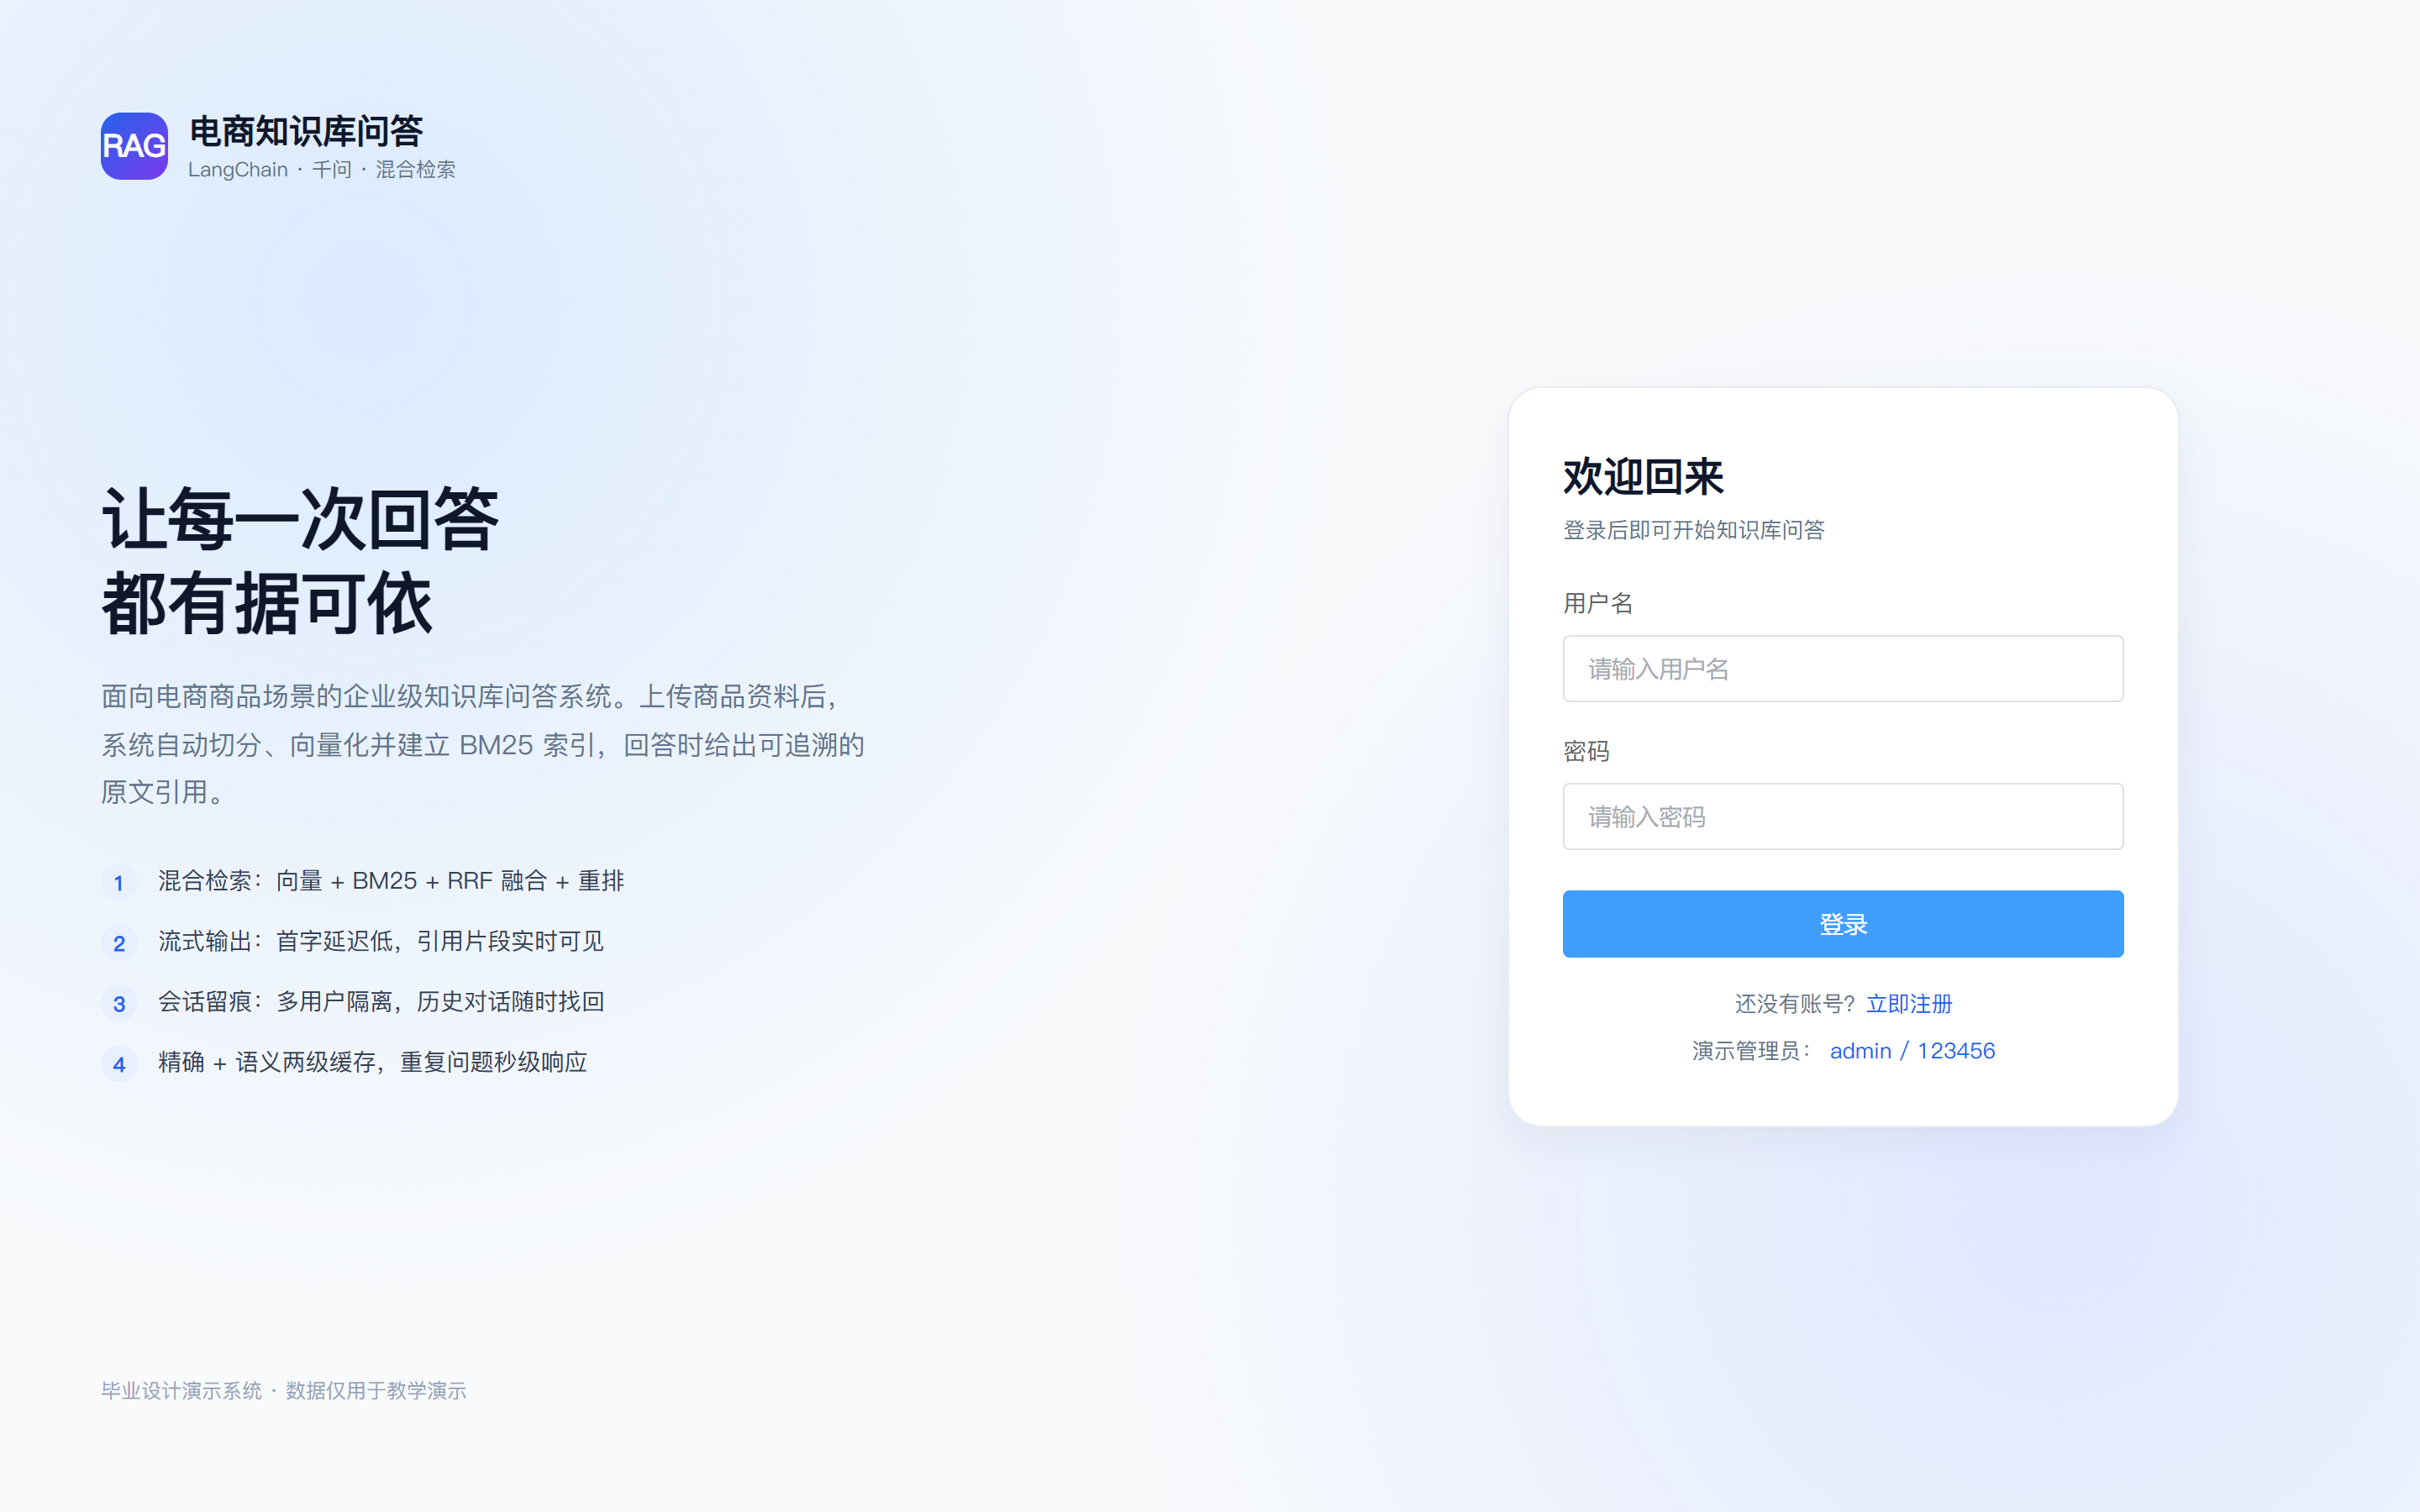 RAG
电商知识库问答
LangChain · 千问 · 混合检索
让每一次回答
都有据可依
面向电商商品场景的企业级知识库问答系统。上传商品资料后，
系统自动切分、向量化并建立 BM25 索引，回答时给出可追溯的
原文引用。
1 混合检索：向量 + BM25 + RRF 融合 + 重排
2 流式输出：首字延迟低，引用片段实时可见
3 会话留痕：多用户隔离，历史对话随时找回
4 精确 + 语义两级缓存，重复问题秒级响应
毕业设计演示系统 · 数据仅用于教学演示
欢迎回来
登录后即可开始知识库问答
用户名
请输入用户名
密码
请输入密码
登录
还没有账号？立即注册
演示管理员： admin / 123456